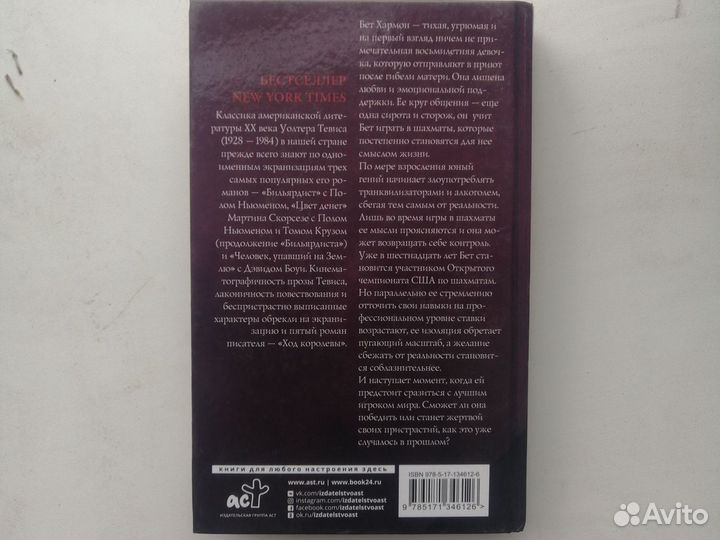 БЕСТСЕЛЛЕР
NEW YORK TIMES
Классика американской лите-
ратуры XX века Уолтера Тевиса
(1928 — 1984) в нашей стране
прежде всего знают по одно-
именным экранизациям трех
самых популярных его ро-
манов — «Бильярдист» с По-
лом Ньюменом, «Цвет денег»
Мартина Скорсезе с Полом
Ньюменом и Томом Крузом
(продолжение «Бильярдиста»)
и «Человек, упавший на Зем-
лю» с Дэвидом Боуи. Кинема-
тографичность прозы Тевиса,
лаконичность повествования и
беспристрастно выписанные
характеры обрекли на экрани-
зацию и пятый роман
писателя — «Ход королевы».
Бет Хармон — тихая, угрюмая и
на первый взгляд ничем не при-
мечательная восьмилетняя девоч-
ка, которую отправляют в приют
после гибели матери. Она лишена
любви и эмоциональной под-
держки. Ее круг общения — еще
одна сирота и сторож, он учит
Бет играть в шахматы, которые
постепенно становятся для нее
смыслом жизни.
По мере взросления юный
гений начинает злоупотреблять
транквилизаторами и алкоголем,
сбегая тем самым от реальности.
Лишь во время игры в шахматы
ее мысли проясняются и она мо-
жет возвращать себе контроль.
Уже в шестнадцать лет Бет ста-
новится участником Открытого
чемпионата США по шахматам.
Но параллельно ее стремлению
отточить свои навыки на про-
фессиональном уровне ставки
возрастают, ее изоляция обретает
пугающий масштаб, а желание
сбежать от реальности становит-
ся соблазнительнее.
И наступает момент, когда ей
предстоит сразиться с лучшим
игроком мира. Сможет ли она
победить или станет жертвой
своих пристрастий, как это уже
случалось в прошлом?
книги для любого настроения здесь
www.ast.ru | www.book24.ru
vk.com/izdatelstvoast
instagram.com/izdatelstvoast
facebook.com/izdatelstvoast
ok.ru/izdatelstvoast
аст
ИЗДАТЕЛЬСКАЯ ГРУППА АСТ
ISBN 978-5-17-134612-6
9 785171 346126 >
Avito